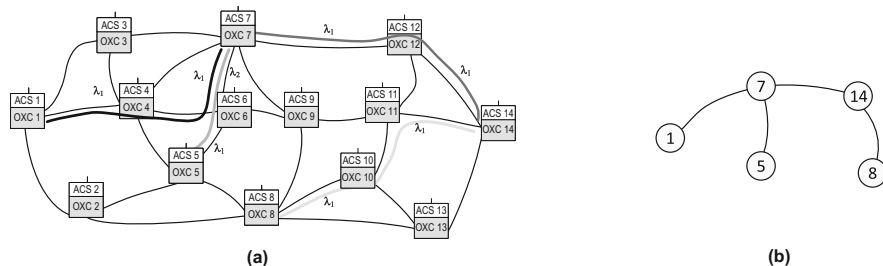 ACS 7
OXC 7
ACS 3
OXC 3
ACS 12
OXC 12
λ1
λ1
λ1
λ2
ACS 4
OXC 4
ACS 1
OXC 1
ACS 6
OXC 6
ACS 9
OXC 9
ACS 11
OXC 11
ACS 14
OXC 14
λ1
λ1
ACS 5
OXC 5
ACS 10
OXC 10
λ1
ACS 2
OXC 2
ACS 8
OXC 8
ACS 13
OXC 13
(a)
7
14
1
5
8
(b)